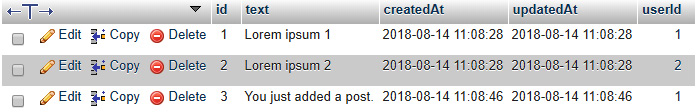 id text createdAt updatedAt userId
Edit Copy Delete 1 Lorem ipsum 1 2018-08-14 11:08:28 2018-08-14 11:08:28 1
Edit Copy Delete 2 Lorem ipsum 2 2018-08-14 11:08:28 2018-08-14 11:08:28 2
Edit Copy Delete 3 You just added a post. 2018-08-14 11:08:46 2018-08-14 11:08:46 1